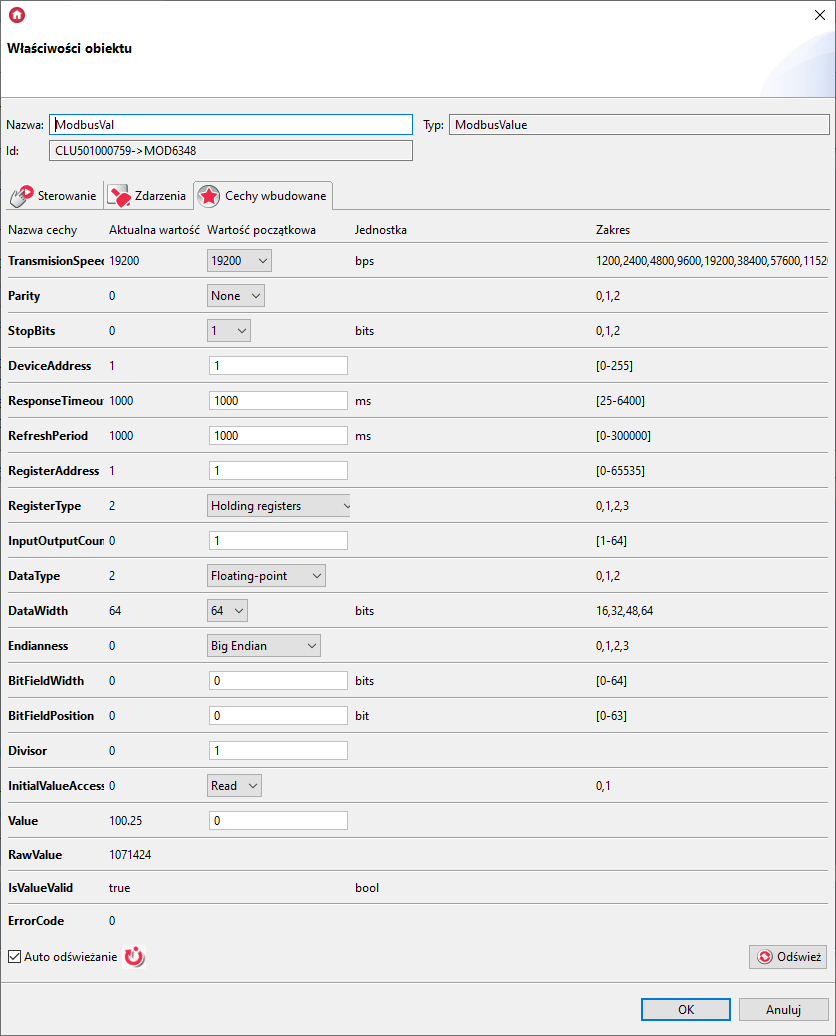 Właściwości obiektu
Nazwa: ModbusVal Typ: ModbusValue
Id: CLU501000759->MOD6348
Sterowanie Zdarzenia Cechy wbudowane
Nazwa cechy Aktualna wartość Wartość początkowa Jednostka Zakres
TransmisionSpeed 19200 19200 bps 1200,2400,4800,9600,19200,38400,57600,11520
Parity 0 None 0,1,2
StopBits 0 1 bits 0,1,2
DeviceAddress 1 1 [0-255]
ResponseTimeout 1000 1000 ms [25-6400]
RefreshPeriod 1000 1000 ms [0-300000]
RegisterAddress 1 1 [0-65535]
RegisterType 2 Holding registers 0,1,2,3
InputOutputCoun 0 1 [1-64]
DataType 2 Floating-point 0,1,2
DataWidth 64 64 bits 16,32,48,64
Endianness 0 Big Endian 0,1,2,3
BitFieldWidth 0 0 bits [0-64]
BitFieldPosition 0 0 bit [0-63]
Divisor 0 1
InitialValueAccess 0 Read 0,1
Value 100.25 0
RawValue 1071424
IsValueValid true bool
ErrorCode 0
Auto odświeżanie Odśwież
OK Anuluj